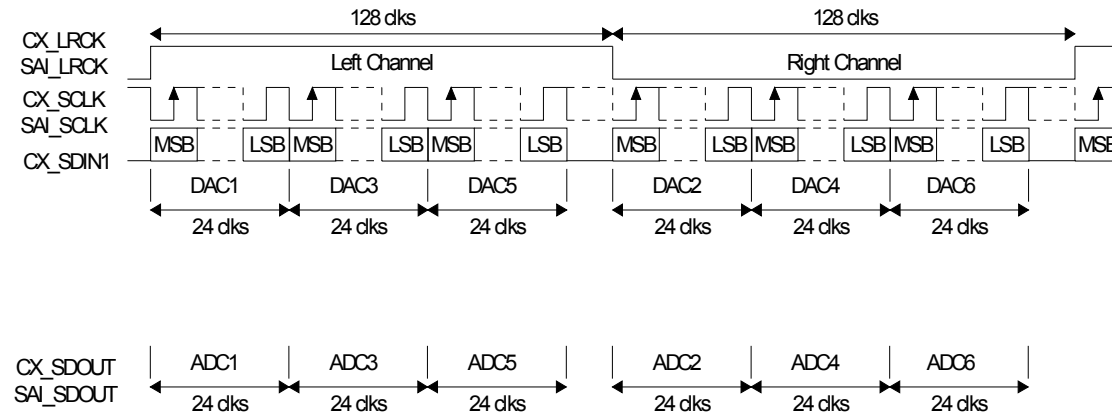 128 clks 128 clks
CX_LRCK
SAI_LRCK
Left Channel Right Channel
CX_SCLK
SAI_SCLK
CX_SDIN1
MSB LSB MSB LSB MSB LSB MSB LSB MSB LSB MSB LSB MSB
DAC1 DAC3 DAC5 DAC2 DAC4 DAC6
24 clks 24 clks 24 clks 24 clks 24 clks 24 clks
CX_SDOUT
SAI_SDOUT
ADC1 ADC3 ADC5 ADC2 ADC4 ADC6
24 clks 24 clks 24 clks 24 clks 24 clks 24 clks